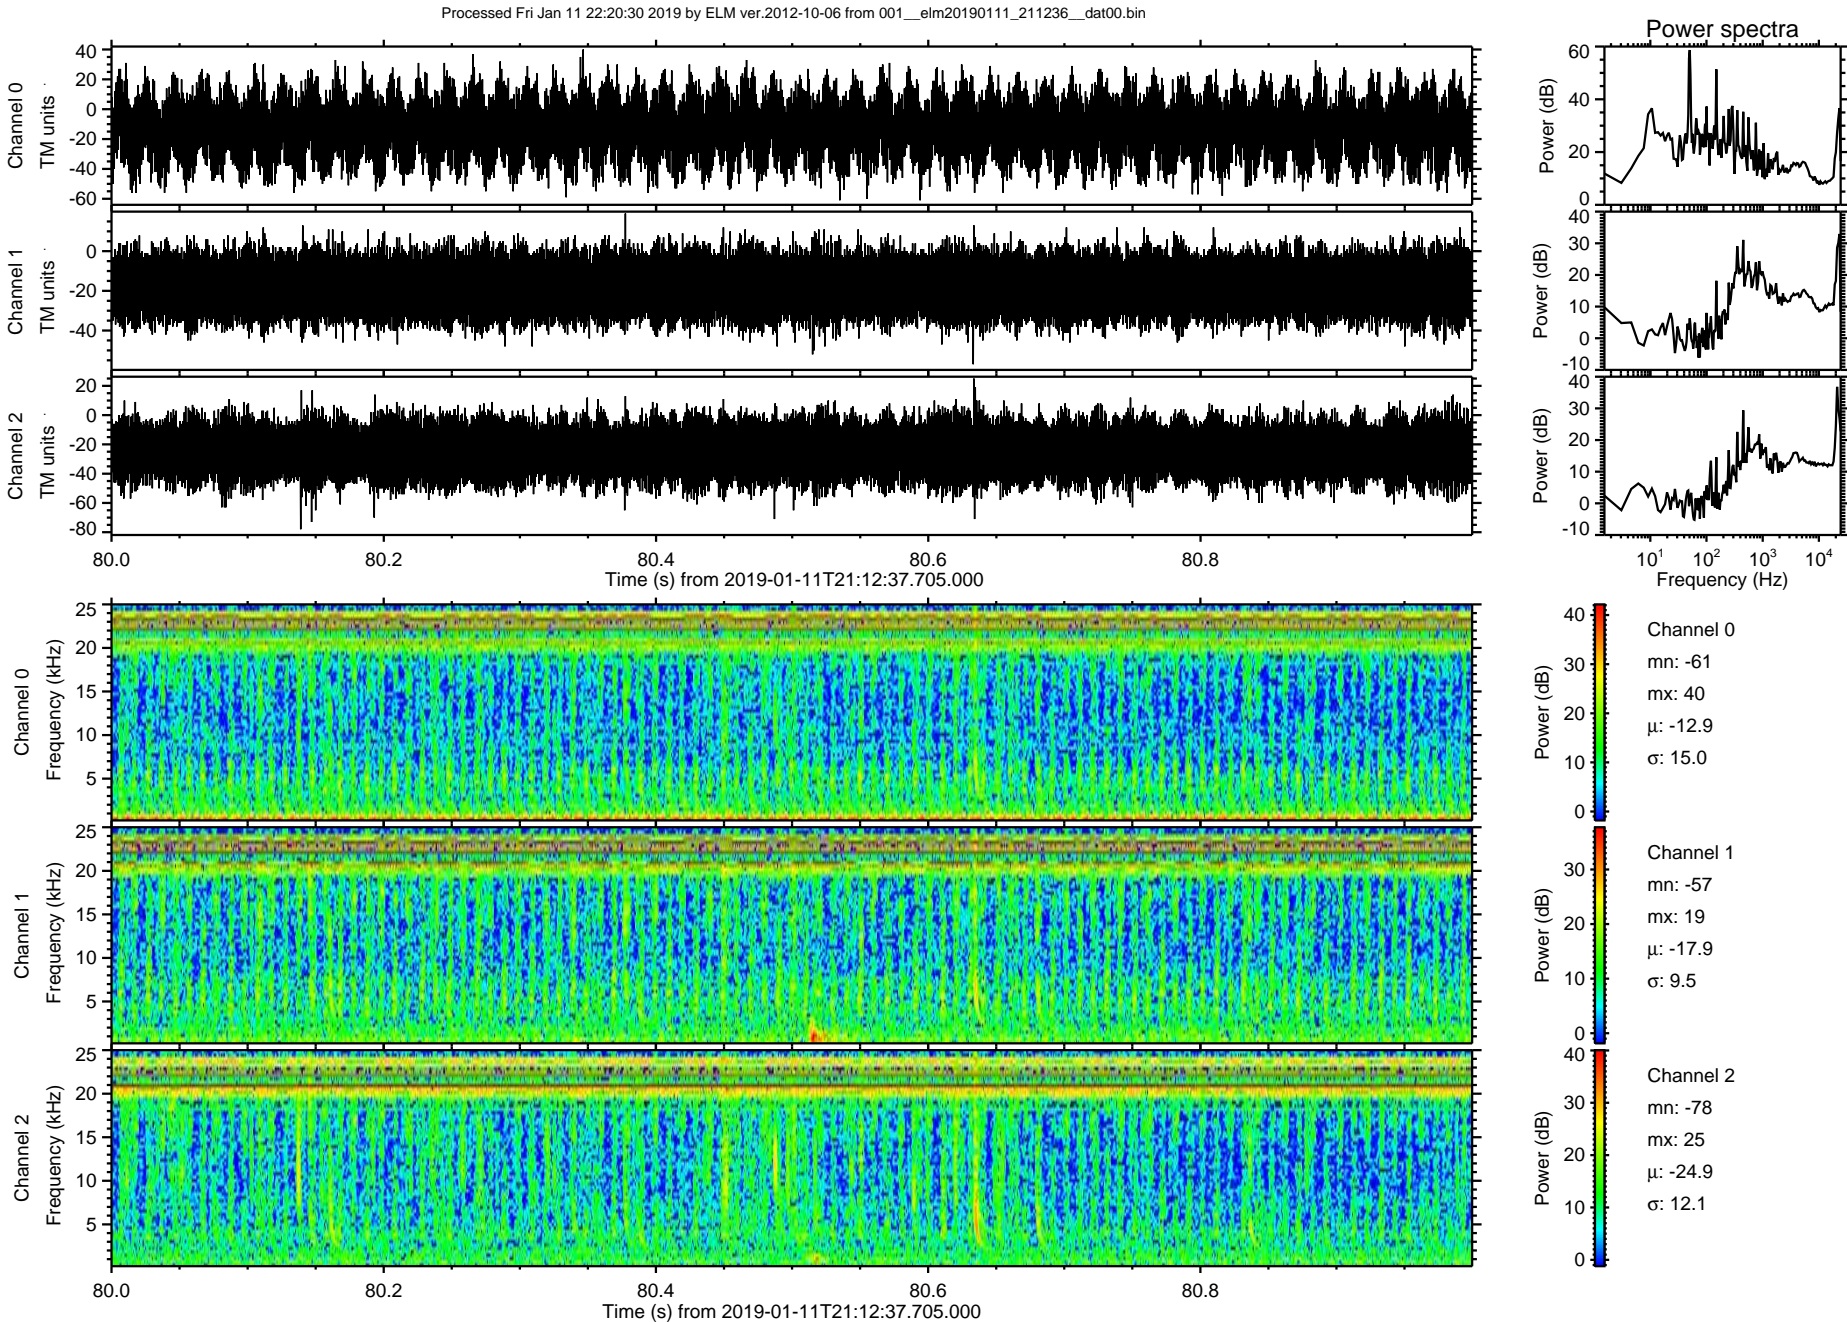 Processed Fri Jan 11 22:20:30 2019 by ELM ver.2012-10-06 from 001__elm20190111_211236__dat00.bin
Power spectra
Channel 0
TM units
40
20
0
-20
-40
-60
Power (dB)
60
40
20
0
Channel 1
TM units
0
-20
-40
Power (dB)
40
30
20
10
0
-10
Channel 2
TM units
20
0
-20
-40
-60
-80
Power (dB)
40
30
20
10
0
-10
80.0 80.2 80.4 80.6 80.8
Time (s) from 2019-01-11T21:12:37.705.000
10^1 10^2 10^3 10^4
Frequency (Hz)
Channel 0
Frequency (kHz)
25
20
15
10
5
Power (dB)
40
30
20
10
0
Channel 0
mn: -61
mx: 40
μ: -12.9
σ: 15.0
Channel 1
Frequency (kHz)
25
20
15
10
5
Power (dB)
30
20
10
0
Channel 1
mn: -57
mx: 19
μ: -17.9
σ: 9.5
Channel 2
Frequency (kHz)
25
20
15
10
5
Power (dB)
40
30
20
10
0
Channel 2
mn: -78
mx: 25
μ: -24.9
σ: 12.1
80.0 80.2 80.4 80.6 80.8
Time (s) from 2019-01-11T21:12:37.705.000